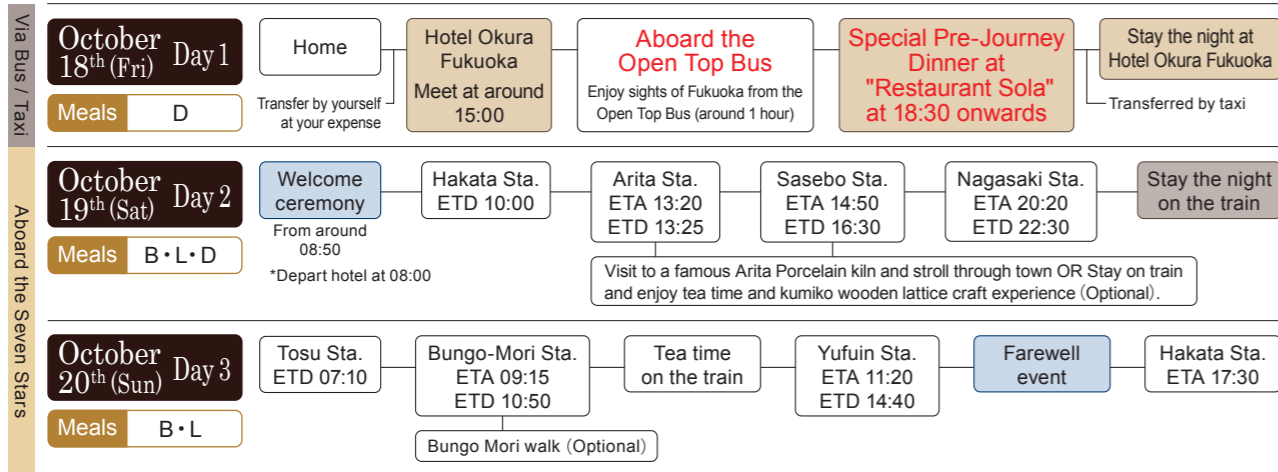 Via Bus / Taxi
October
18th (Fri) Day 1
Meals D
Home
Transfer by yourself
at your expense
Hotel Okura
Fukuoka
Meet at around
15:00
Aboard the
Open Top Bus
Enjoy sights of Fukuoka from the
Open Top Bus (around 1 hour)
Special Pre-Journey
Dinner at
"Restaurant Sola"
at 18:30 onwards
Transferred by taxi
Stay the night at
Hotel Okura Fukuoka
Aboard the Seven Stars
October
19th (Sat) Day 2
Meals B・L・D
Welcome
ceremony
From around
08:50
*Depart hotel at 08:00
Hakata Sta.
ETD 10:00
Arita Sta.
ETA 13:20
ETD 13:25
Sasebo Sta.
ETA 14:50
ETD 16:30
Nagasaki Sta.
ETA 20:20
ETD 22:30
Stay the night
on the train
Visit to a famous Arita Porcelain kiln and stroll through town OR Stay on train
and enjoy tea time and kumiko wooden lattice craft experience (Optional).
October
20th (Sun) Day 3
Meals B・L
Tosu Sta.
ETD 07:10
Bungo-Mori Sta.
ETA 09:15
ETD 10:50
Bungo Mori walk (Optional)
Tea time
on the train
Yufuin Sta.
ETA 11:20
ETD 14:40
Farewell
event
Hakata Sta.
ETA 17:30